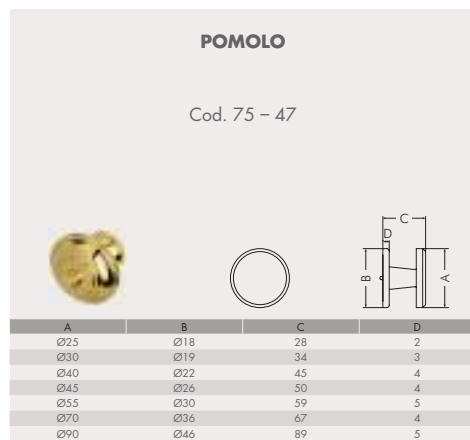 POMOLO
Cod. 75 – 47
C
D
B
A
A B C D
Ø25 Ø18 28 2
Ø30 Ø19 34 3
Ø40 Ø22 45 4
Ø45 Ø26 50 4
Ø55 Ø30 59 5
Ø70 Ø36 67 4
Ø90 Ø46 89 5